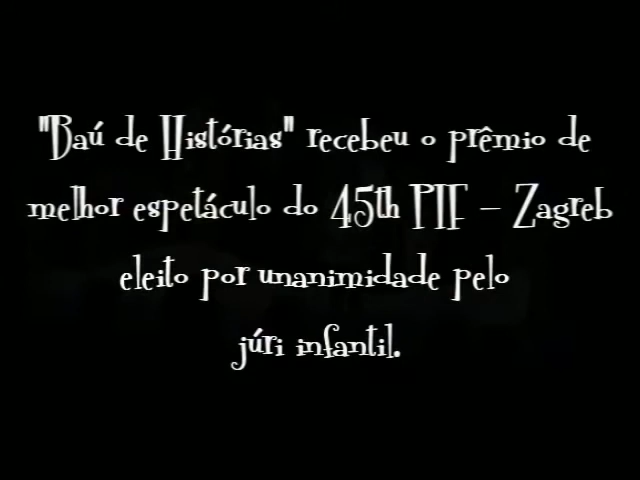 "Baú de Histórias" recebeu o prêmio de
melhor espetáculo do 45th PIF – Zagreb
eleito por unanimidade pelo
júri infantil.